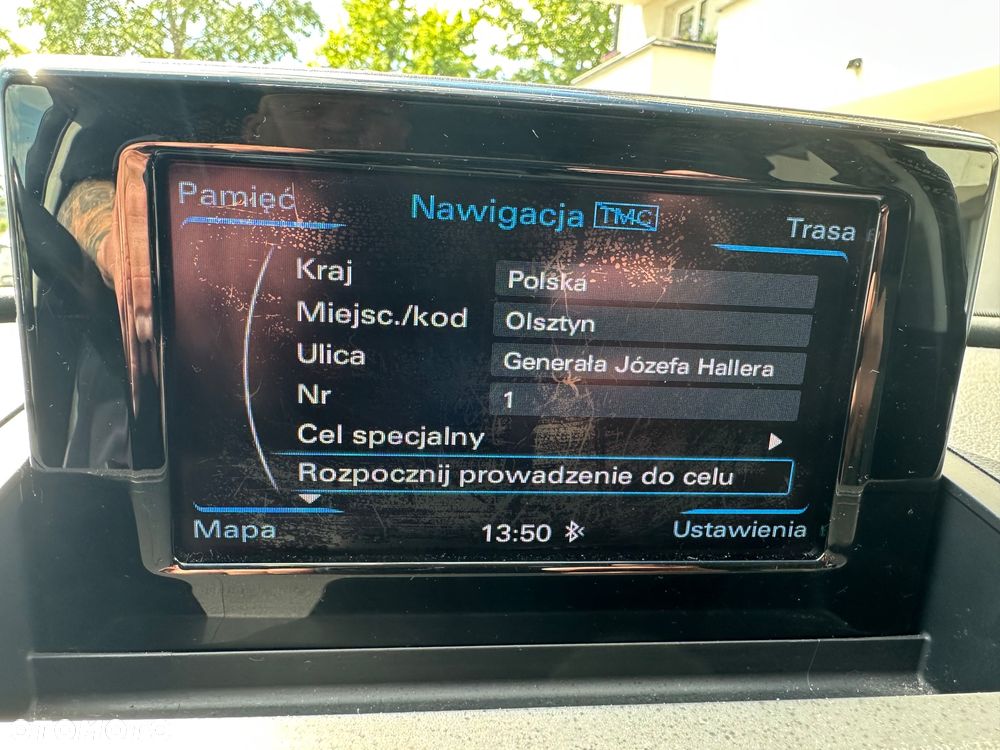 Pamięć
Nawigacja TMC
Trasa
Kraj Polska
Miejsc./kod Olsztyn
Ulica Generała Józefa Hallera
Nr 1
Cel specjalny
Rozpocznij prowadzenie do celu
Mapa 13:50 Ustawienia
OTOMOTO